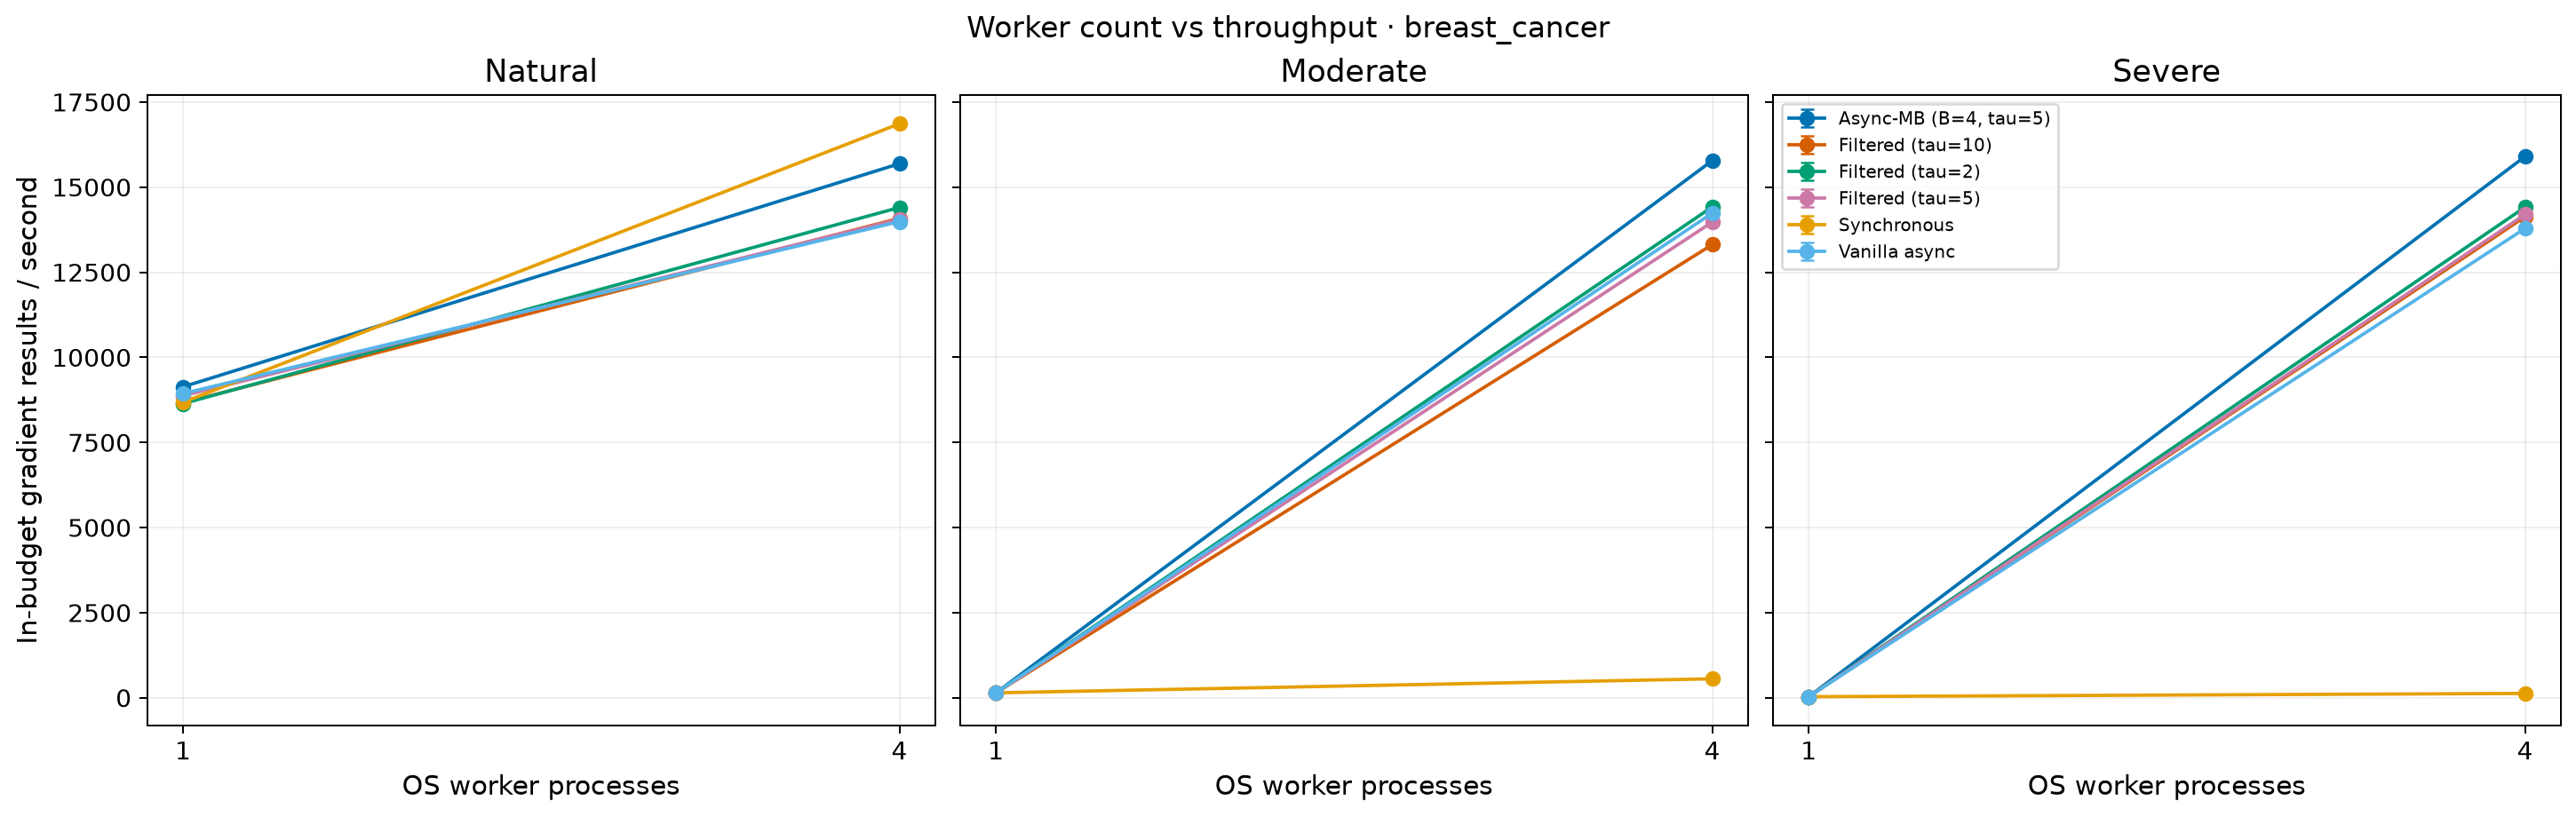 Worker count vs throughput · breast_cancer
Natural
Moderate
Severe
In-budget gradient results / second
17500
15000
12500
10000
7500
5000
2500
0
Async-MB (B=4, tau=5)
Filtered (tau=10)
Filtered (tau=2)
Filtered (tau=5)
Synchronous
Vanilla async
1
4
1
4
1
4
OS worker processes
OS worker processes
OS worker processes